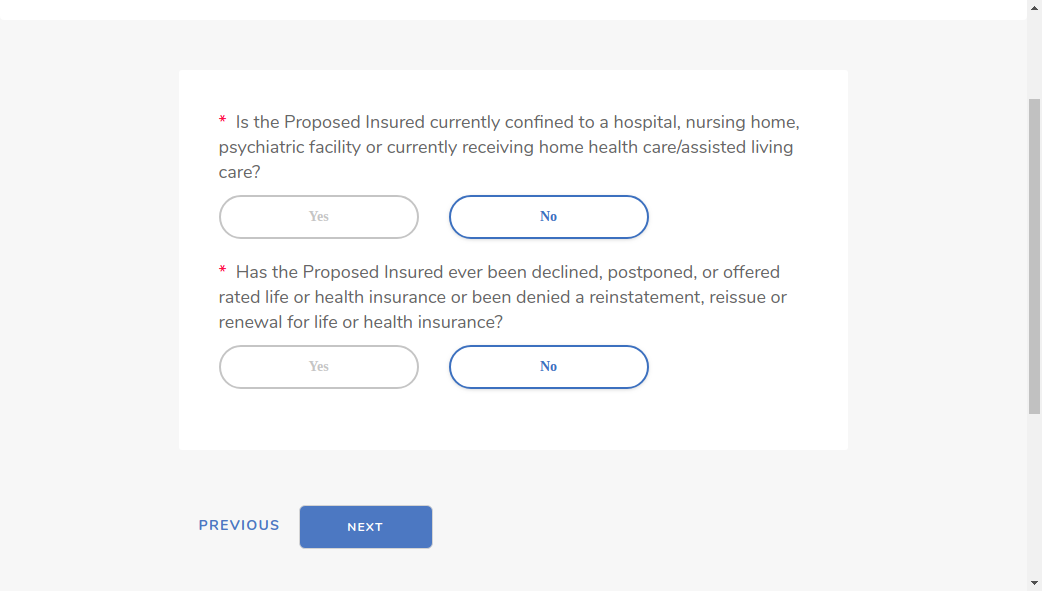 * Is the Proposed Insured currently confined to a hospital, nursing home,
psychiatric facility or currently receiving home health care/assisted living
care?
Yes No
* Has the Proposed Insured ever been declined, postponed, or offered
rated life or health insurance or been denied a reinstatement, reissue or
renewal for life or health insurance?
Yes No
PREVIOUS NEXT